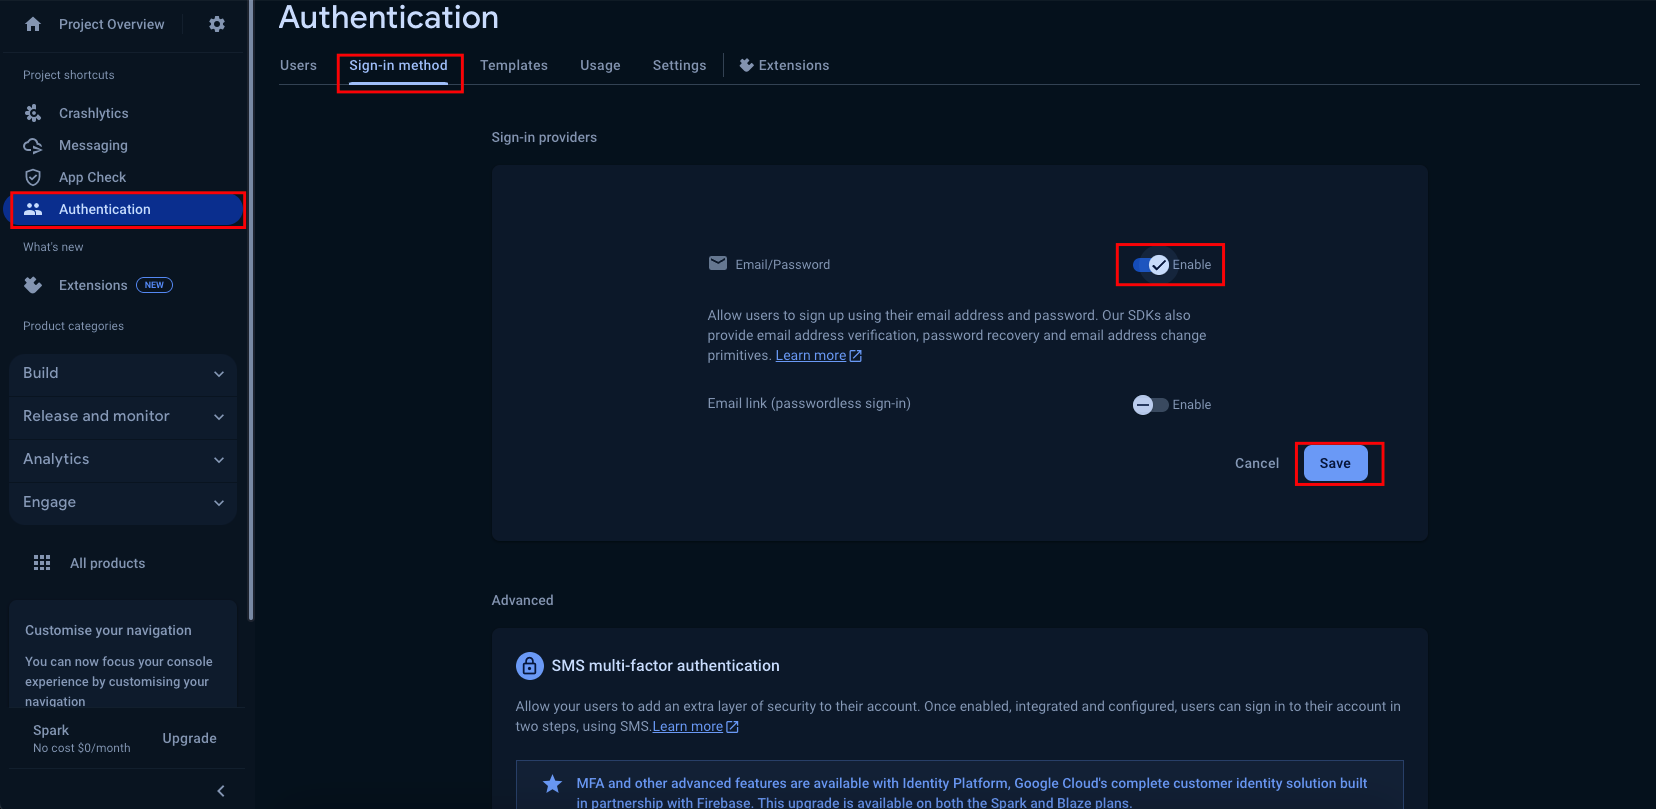 Project Overview
Project shortcuts
Crashlytics
Messaging
App Check
Authentication
What's new
Extensions NEW
Product categories
Build
Release and monitor
Analytics
Engage
All products
Customise your navigation
You can now focus your console
experience by customising your
navigation
Spark
No cost $0/month
Upgrade
Authentication
Users Sign-in method Templates Usage Settings Extensions
Sign-in providers
Email/Password Enable
Allow users to sign up using their email address and password. Our SDKs also
provide email address verification, password recovery and email address change
primitives. Learn more
Email link (passwordless sign-in) Enable
Cancel Save
Advanced
SMS multi-factor authentication
Allow your users to add an extra layer of security to their account. Once enabled, integrated and configured, users can sign in to their account in
two steps, using SMS.Learn more
MFA and other advanced features are available with Identity Platform, Google Cloud's complete customer identity solution built
in partnership with Firebase. This upgrade is available on both the Spark and Blaze plans.